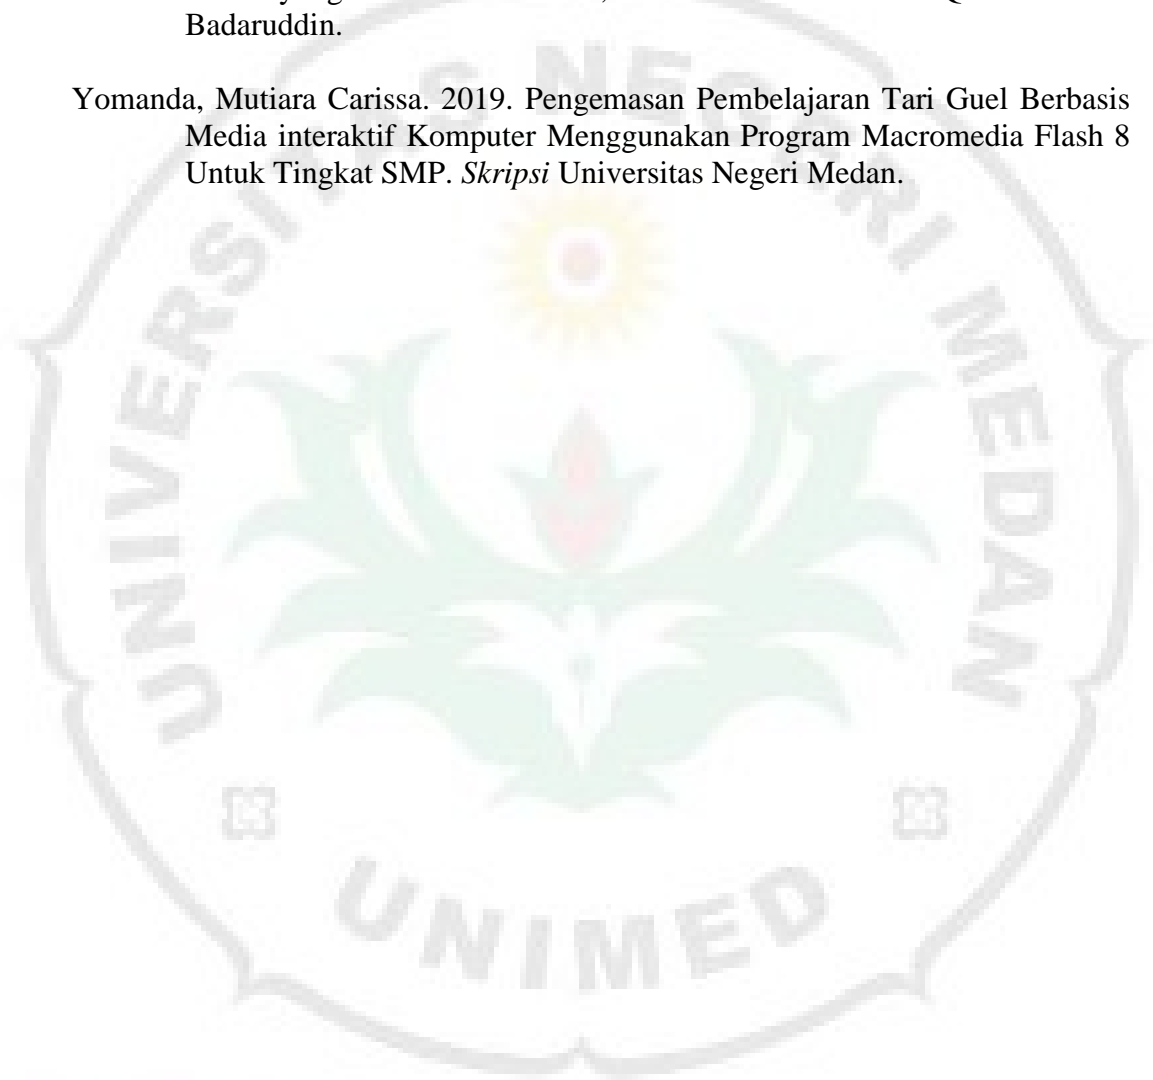 Badaruddin.
Yomanda, Mutiara Carissa. 2019. Pengemasan Pembelajaran Tari Guel Berbasis
Media interaktif Komputer Menggunakan Program Macromedia Flash 8
Untuk Tingkat SMP. Skripsi Universitas Negeri Medan.
UNIVERSITAS NEGERI MEDAN
UNIMED